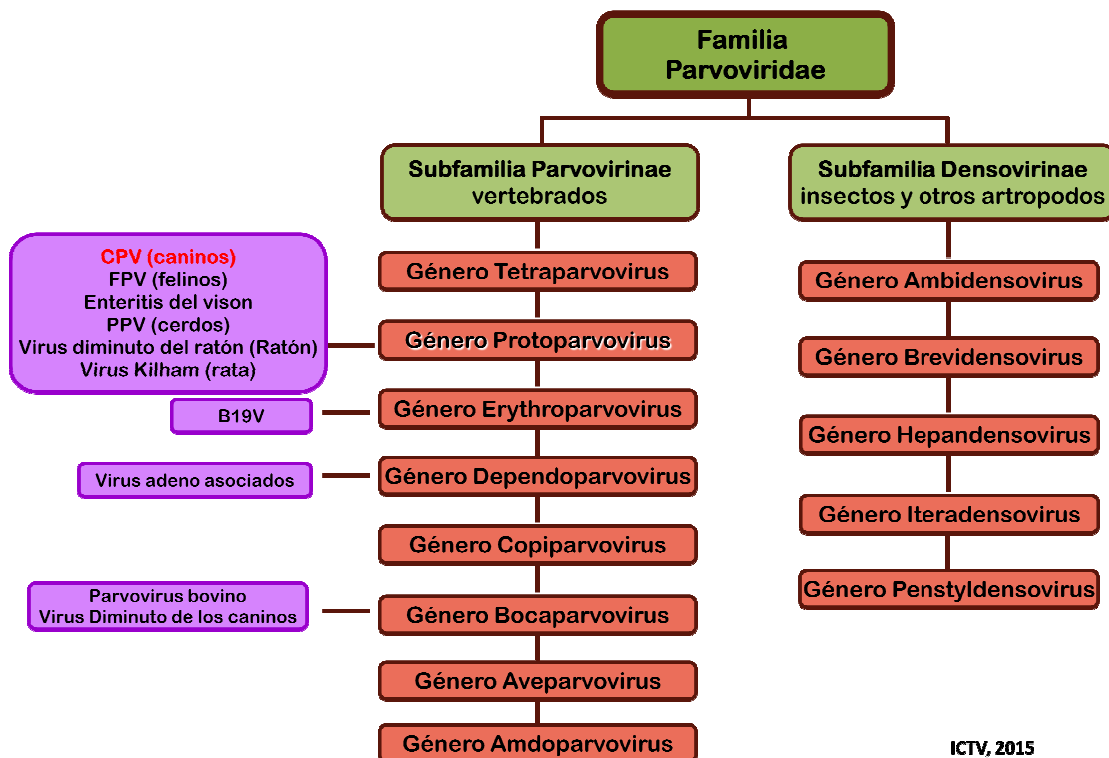 Familia
Parvoviridae
Subfamilia Parvovirinae
vertebrados
Subfamilia Densovirinae
insectos y otros artropodos
CPV (caninos)
FPV (felinos)
Enteritis del vison
PPV (cerdos)
Virus diminuto del ratón (Ratón)
Virus Kilham (rata)
B19V
Virus adeno asociados
Parvovirus bovino
Virus Diminuto de los caninos
Género Tetraparvovirus
Género Protoparvovirus
Género Erythroparvovirus
Género Dependoparvovirus
Género Copiparvovirus
Género Bocaparvovirus
Género Aveparvovirus
Género Amdoparvovirus
Género Ambidensovirus
Género Brevidensovirus
Género Hepandensovirus
Género Iteradensovirus
Género Penstyldensovirus
ICTV, 2015